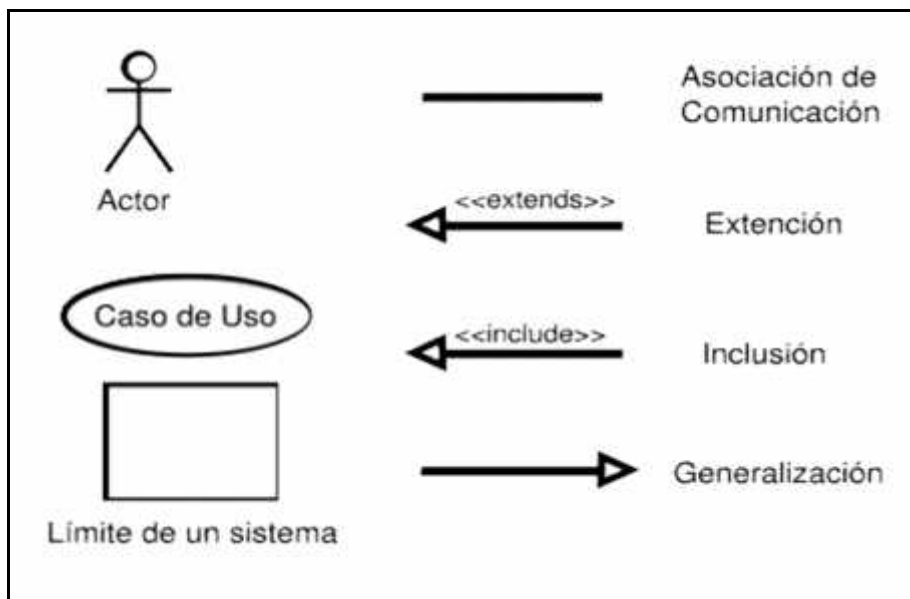 Actor
Caso de Uso
Límite de un sistema
Asociación de
Comunicación
<<extends>>
Extención
<<include>>
Inclusión
Generalización